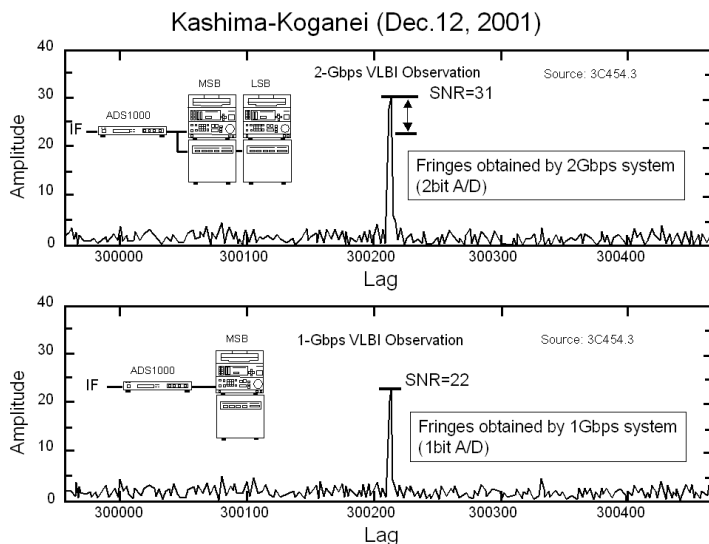 Kashima-Koganei (Dec.12, 2001)
40
30
20
10
0
Amplitude
MSB
LSB
ADS1000
IF
2-Gbps VLBI Observation
Source: 3C454.3
SNR=31
Fringes obtained by 2Gbps system
(2bit A/D)
300000
300100
300200
300300
300400
Lag
40
30
20
10
0
Amplitude
MSB
ADS1000
IF
1-Gbps VLBI Observation
Source: 3C454.3
SNR=22
Fringes obtained by 1Gbps system
(1bit A/D)
300000
300100
300200
300300
300400
Lag